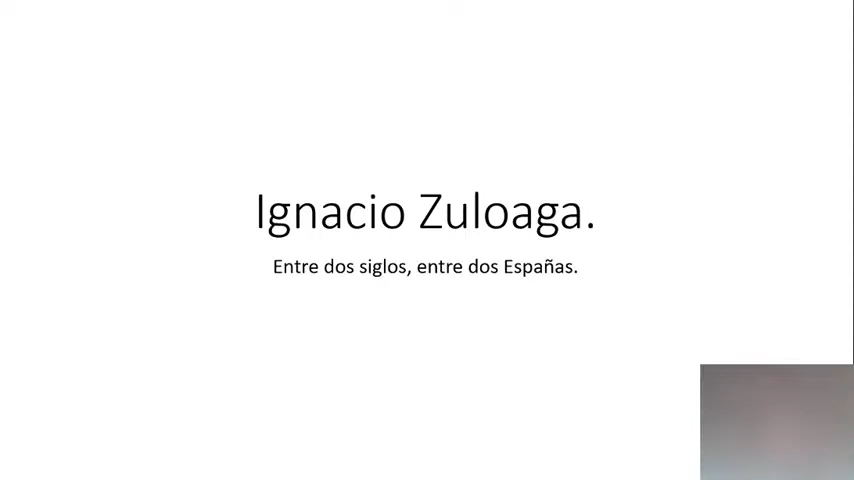 Ignacio Zuloaga.
Entre dos siglos, entre dos Españas.